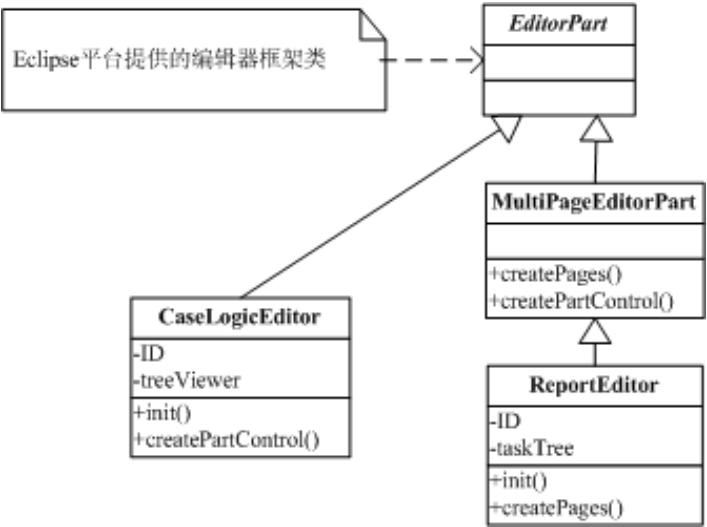 EditorPart
Eclipse平台提供的编辑器框架类
MultiPageEditorPart
+createPages()
+createPartControl()
CaseLogicEditor
-ID
-treeViewer
+init()
+createPartControl()
ReportEditor
-ID
-taskTree
+init()
+createPages()